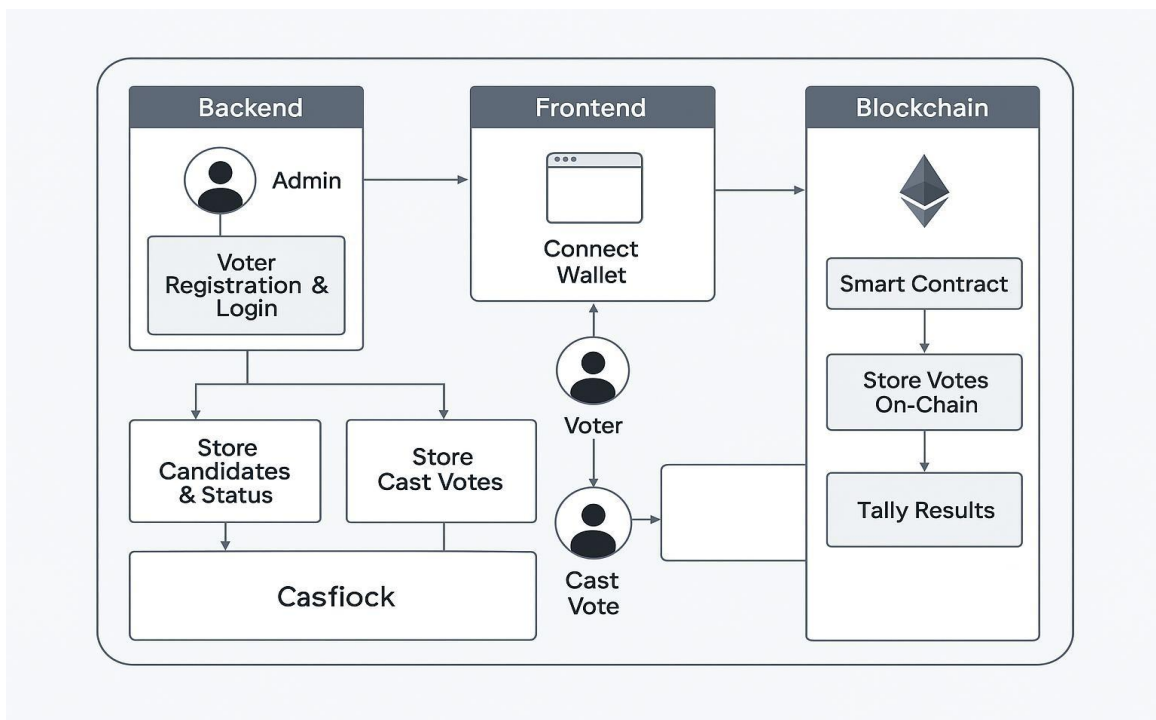 Backend
Admin
Voter
Registration &
Login
Store
Candidates
& Status
Store
Cast Votes
Casfiock
Frontend
Connect
Wallet
Voter
Cast
Vote
Blockchain
Smart Contract
Store Votes
On-Chain
Tally Results